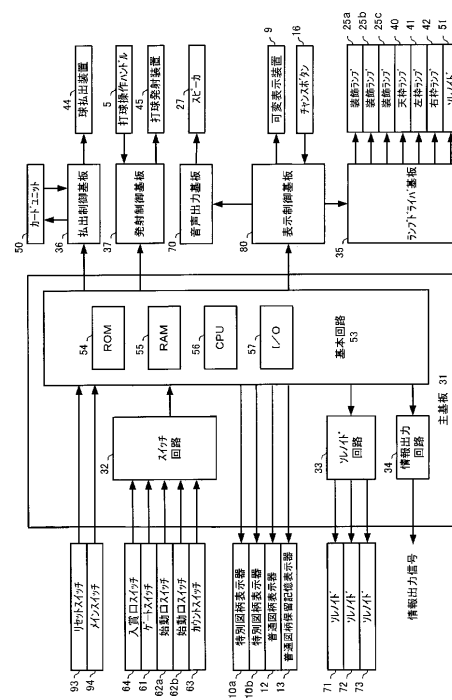 93
リセットスイッチ
94
メインスイッチ
64
入賞口スイッチ
61
ゲートスイッチ
62a
始動口スイッチ
62b
始動口スイッチ
63
カウントスイッチ
10a
特別図柄表示器
10b
特別図柄表示器
12
普通図柄表示器
13
普通図柄保留記憶表示器
71
ソレノイド
72
ソレノイド
73
ソレノイド
情報出力信号
32
スイッチ
回路
33
ソレノイド
回路
34
情報出力
回路
54
ROM
55
RAM
56
CPU
57
I/O
基本回路
53
主基板
31
50
カードユニット
36
払出制御基板
37
発射制御基板
70
音声出力基板
80
表示制御基板
35
ランプドライバ基板
44
球払出装置
5
打球操作ハンドル
45
打球発射装置
27
スピーカ
9
可変表示装置
16
チャンスボタン
25a
装飾ランプ
25b
装飾ランプ
25c
装飾ランプ
40
天枠ランプ
41
左枠ランプ
42
右枠ランプ
51
ソレノイド